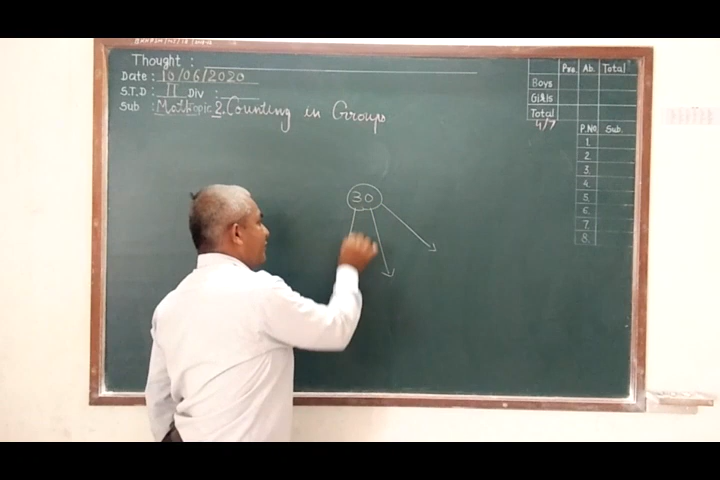 Thought :
Date : 10/06/2020
S.T.D : II Div :
Sub : Math Topic 2. Counting in Groups
30
Pre. Ab. Total
Boys
Girls
Total
4/7
P.No. Sub.
1.
2.
3.
4.
5.
6.
7.
8.